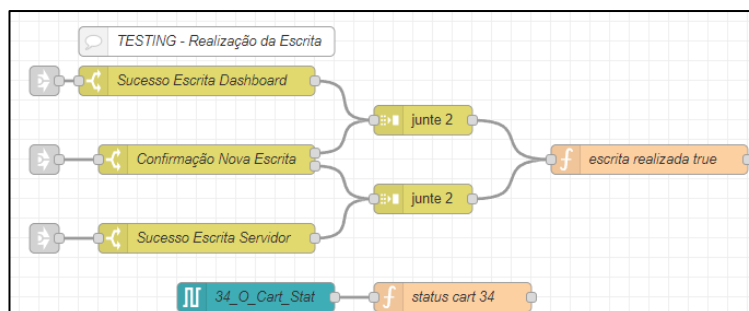 TESTING - Realização da Escrita
Sucesso Escrita Dashboard
junte 2
Confirmação Nova Escrita
escrita realizada true
junte 2
Sucesso Escrita Servidor
34_O_Cart_Stat
status cart 34